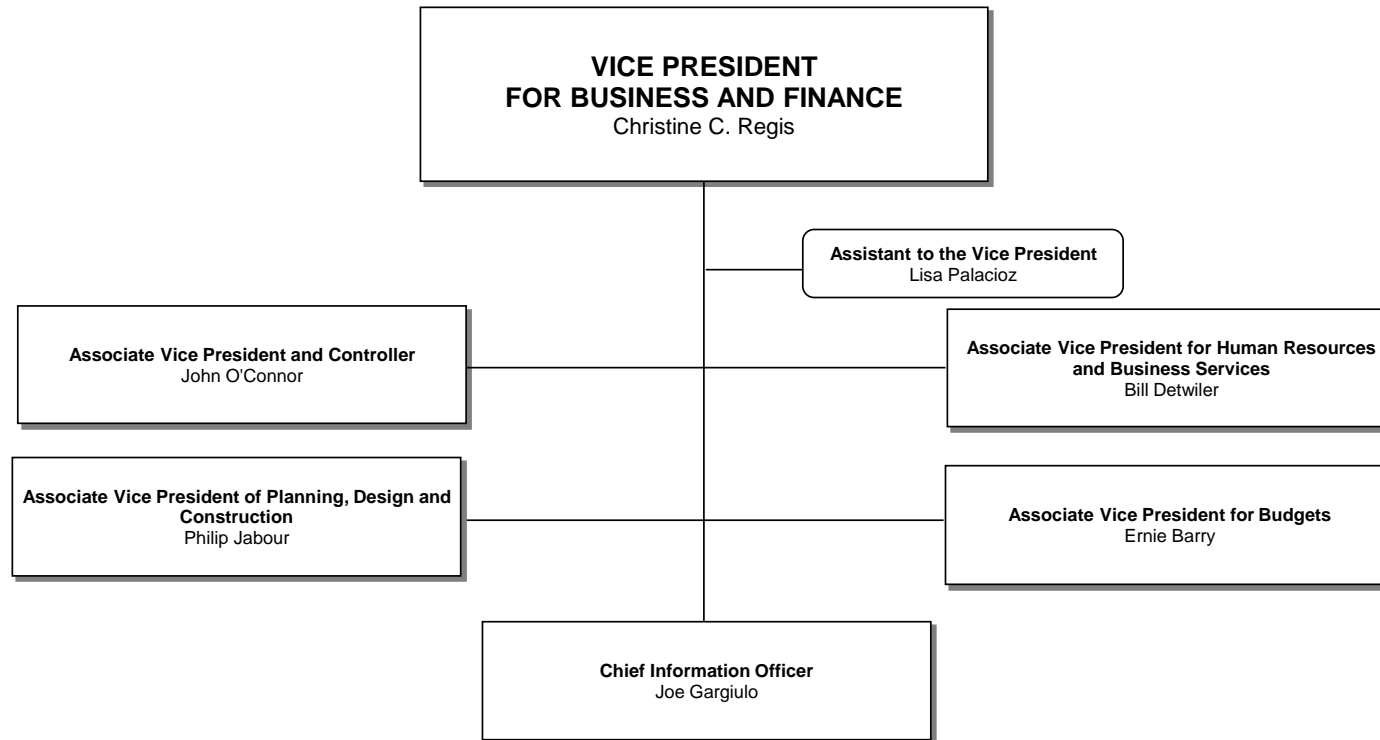 VICE PRESIDENT
FOR BUSINESS AND FINANCE
Christine C. Regis
Assistant to the Vice President
Lisa Palacioz
Associate Vice President and Controller
John O'Connor
Associate Vice President for Human Resources
and Business Services
Bill Detwiler
Associate Vice President of Planning, Design and
Construction
Philip Jabour
Associate Vice President for Budgets
Ernie Barry
Chief Information Officer
Joe Gargiulo